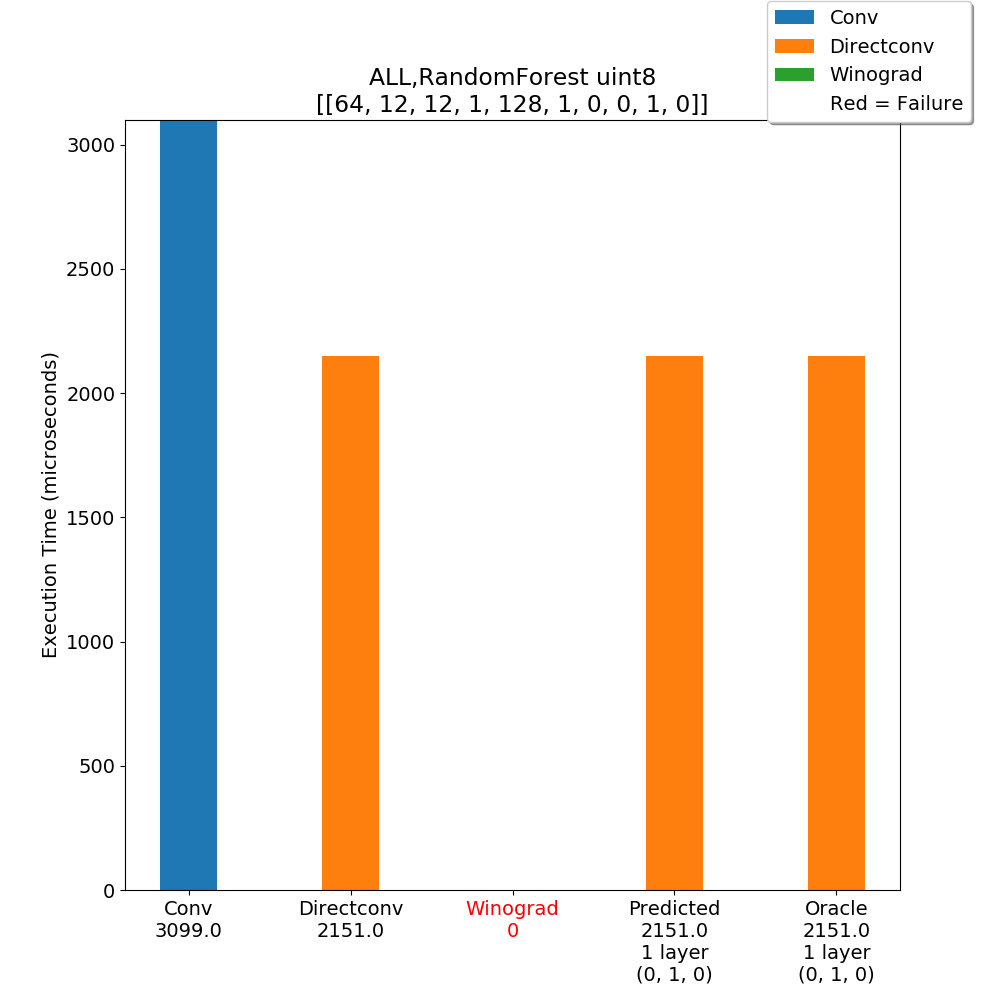 Conv
Directconv
Winograd
Red = Failure
ALL,RandomForest uint8
[[64, 12, 12, 1, 128, 1, 0, 0, 1, 0]]
Execution Time (microseconds)
3000
2500
2000
1500
1000
500
0
Conv
3099.0
Directconv
2151.0
Winograd
0
Predicted
2151.0
1 layer
(0, 1, 0)
Oracle
2151.0
1 layer
(0, 1, 0)